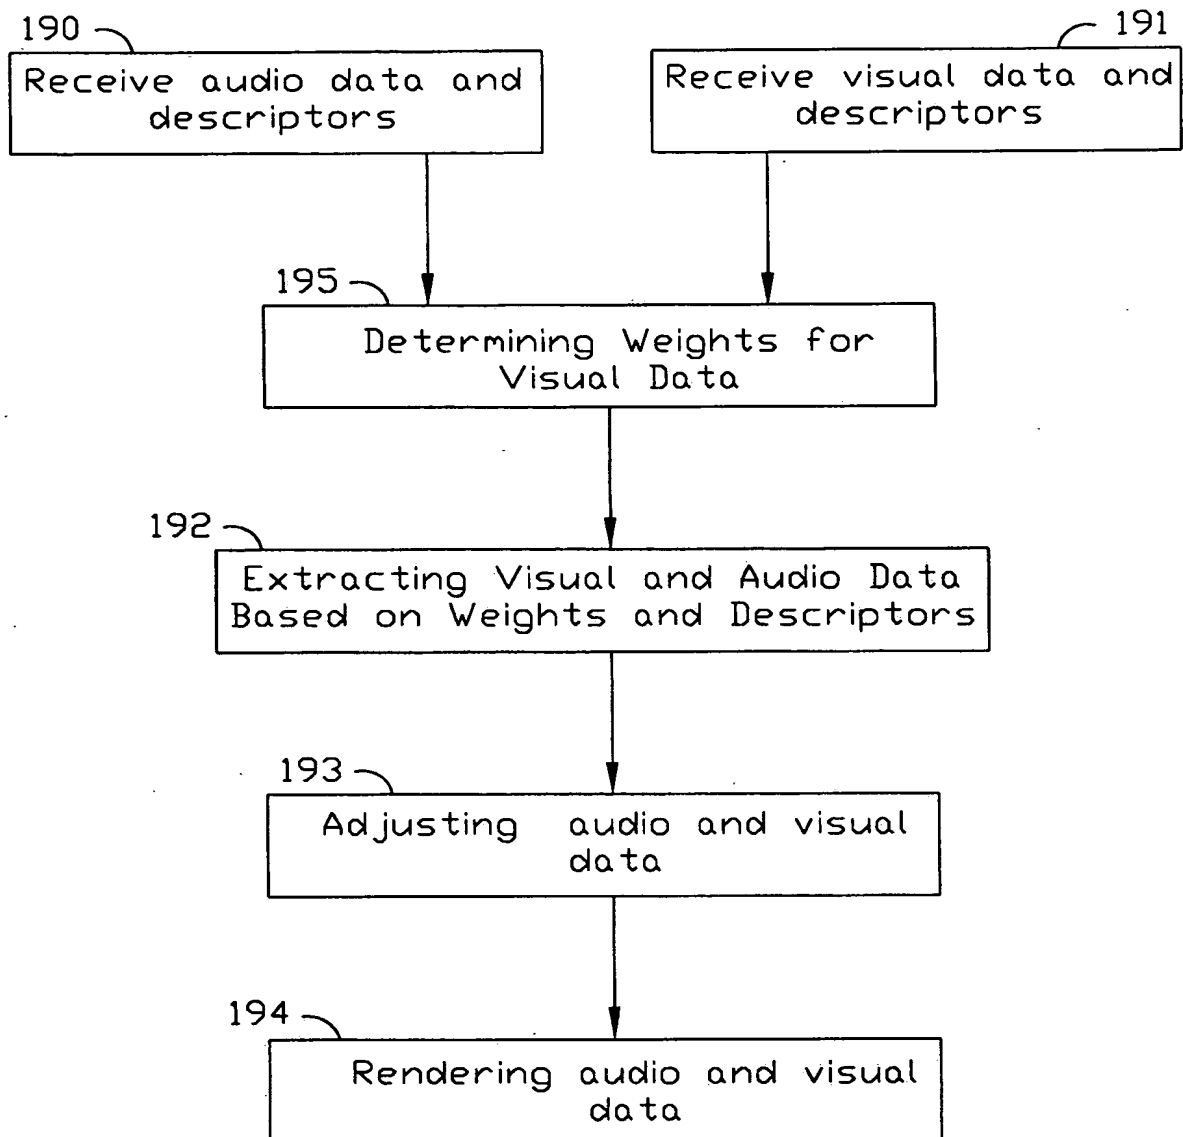 190
Receive audio data and
descriptors
191
Receive visual data and
descriptors
195
Determining Weights for
Visual Data
192
Extracting Visual and Audio Data
Based on Weights and Descriptors
193
Adjusting audio and visual
data
194
Rendering audio and visual
data